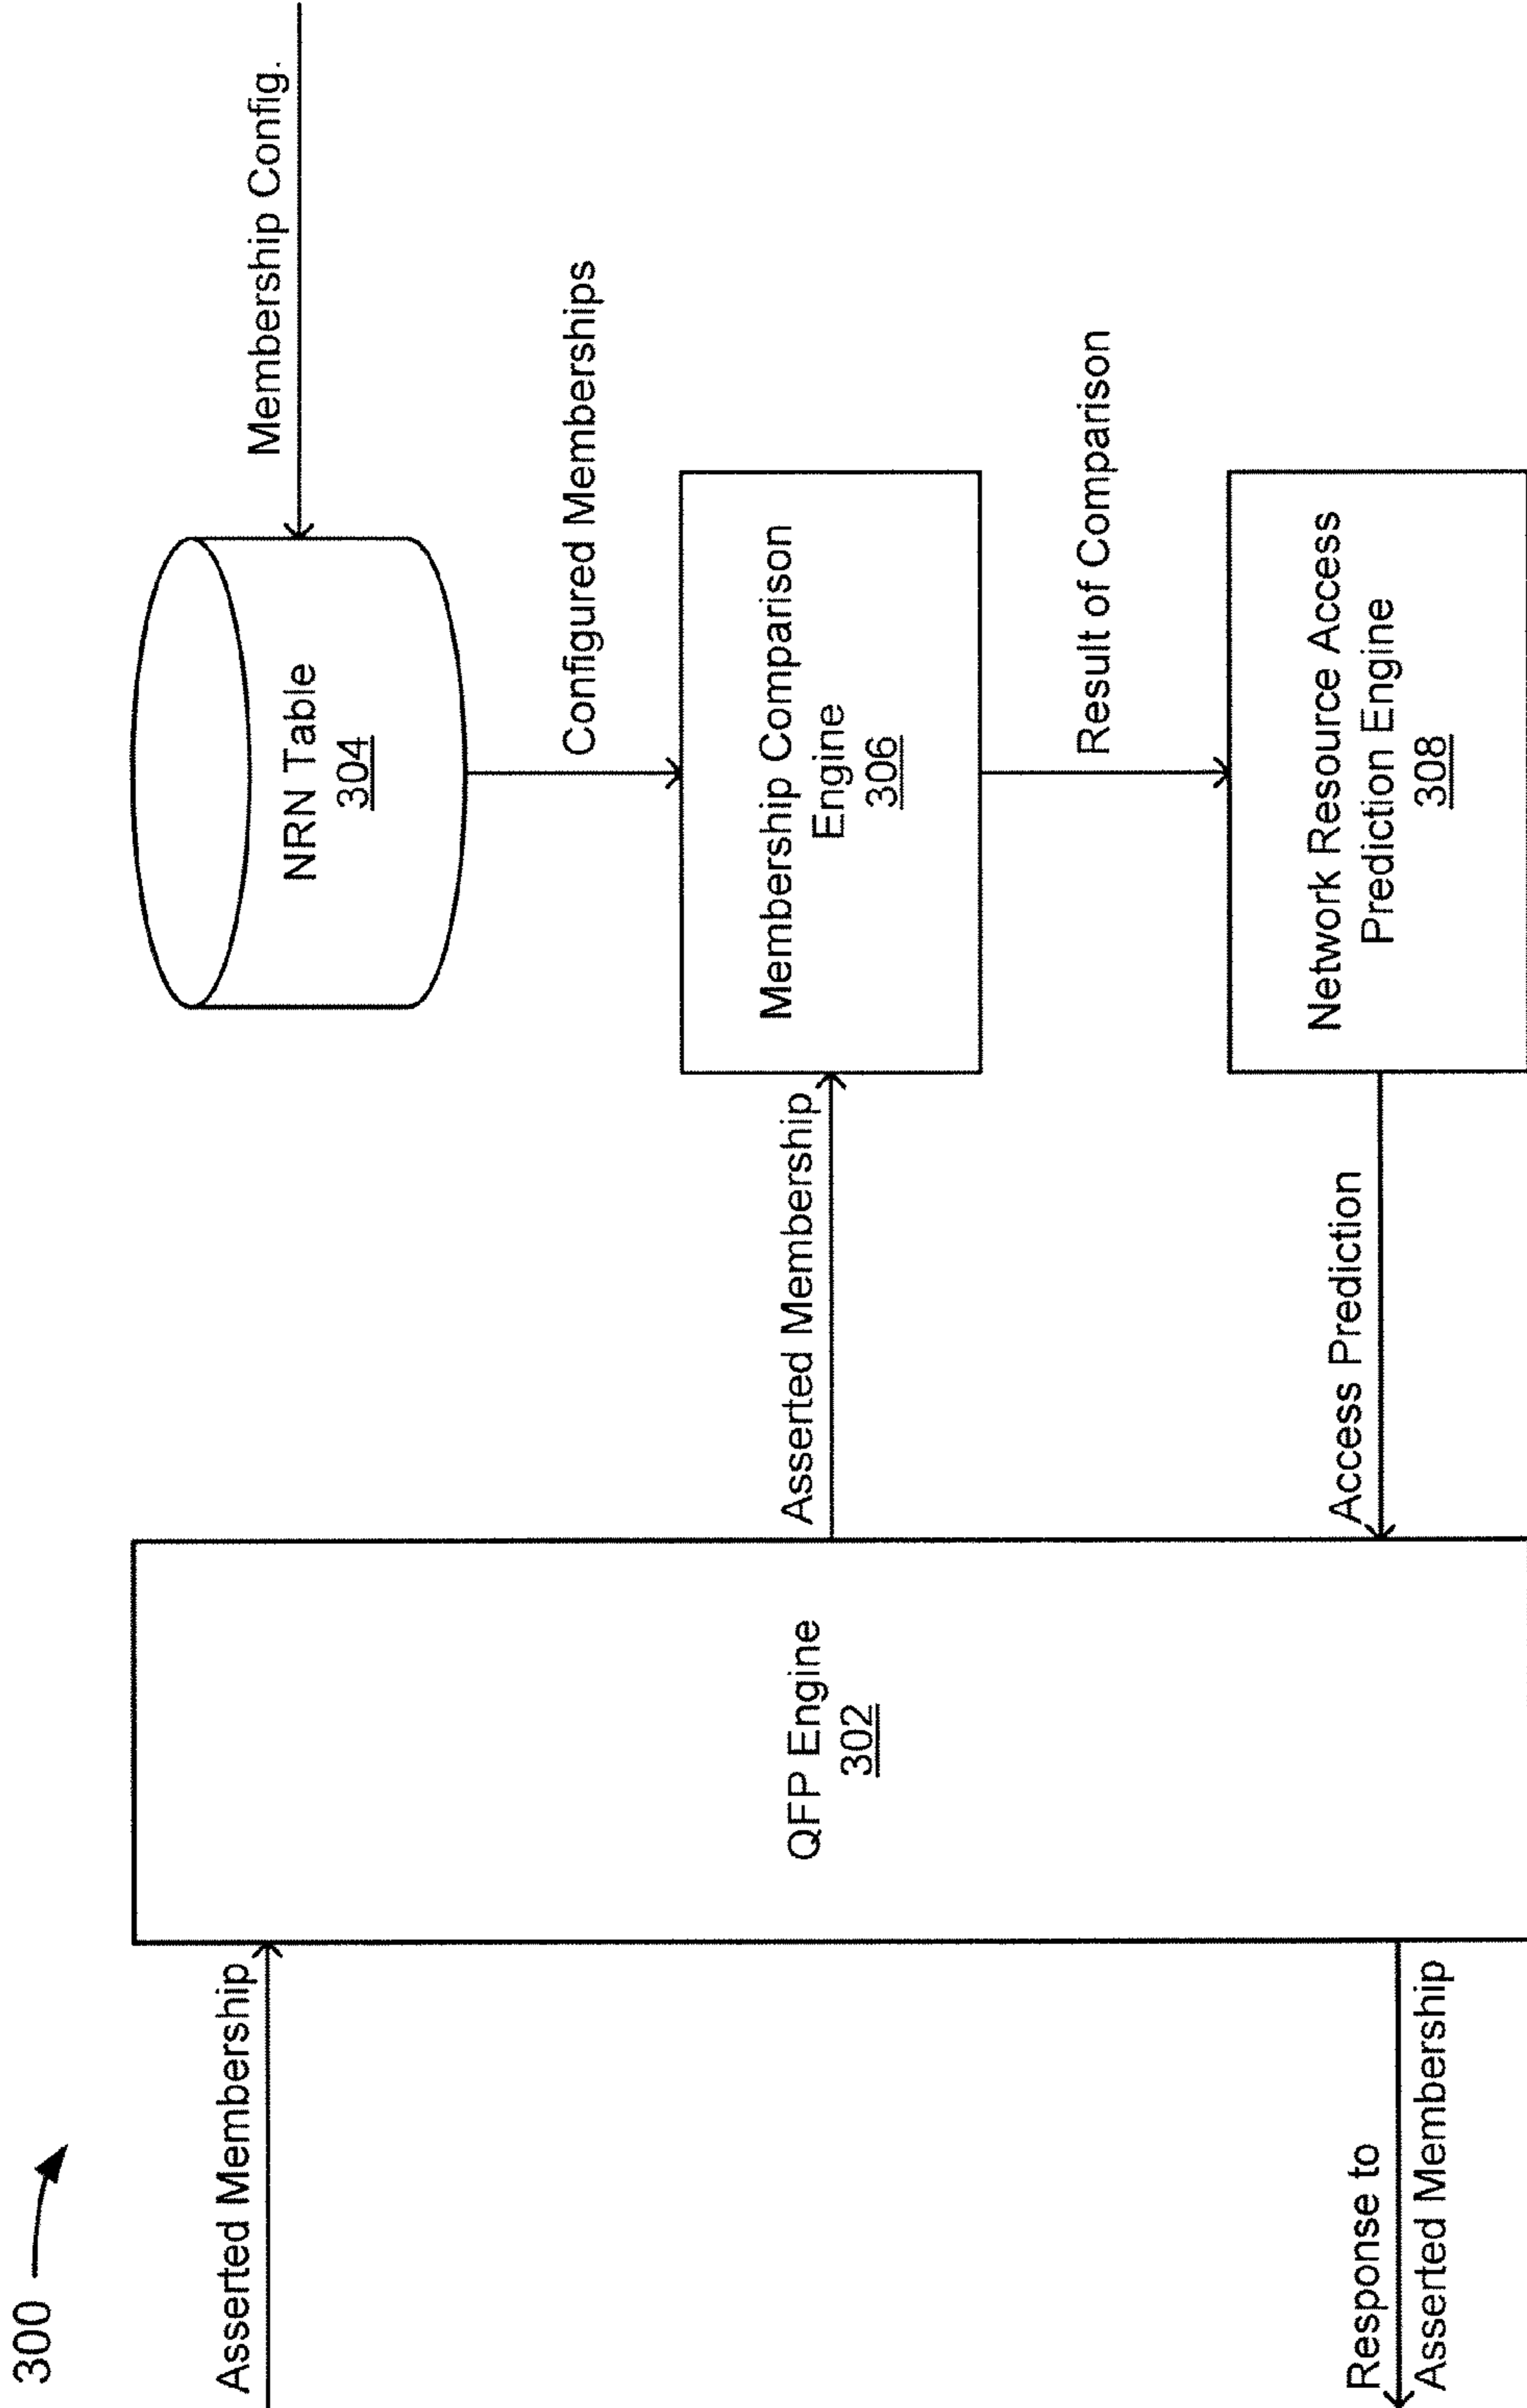 300
Asserted Membership
QFP Engine
302
Response to
Asserted Membership
Asserted Membership
Access Prediction
Membership Config.
NRN Table
304
Configured Memberships
Membership Comparison
Engine
306
Result of Comparison
Network Resource Access
Prediction Engine
308